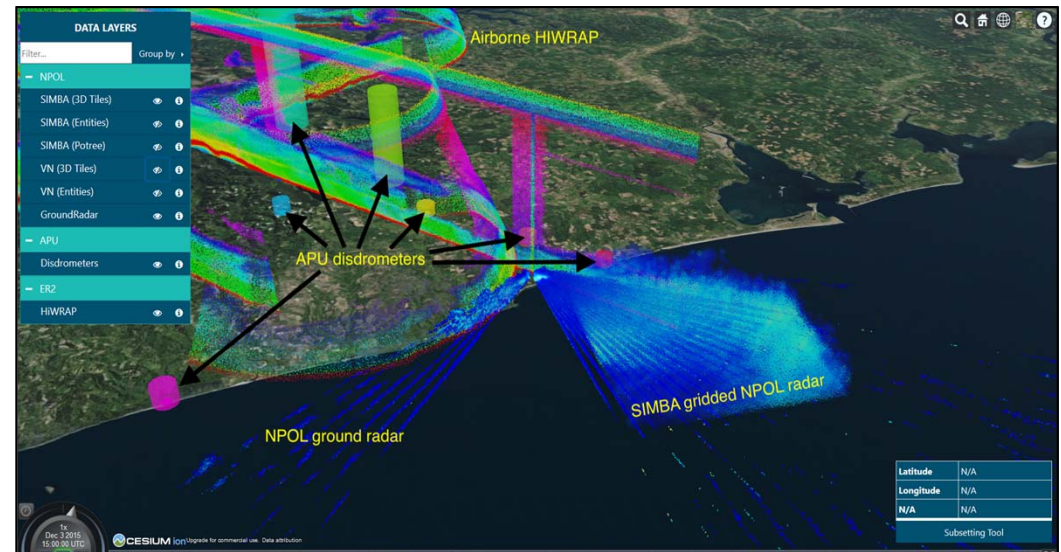 DATA LAYERS
Filter...
Group by
NPOL
SIMBA (3D Tiles)
SIMBA (Entities)
SIMBA (Potree)
VN (3D Tiles)
VN (Entities)
GroundRadar
APU
Disdrometers
ER2
HiWRAP
Airborne HIWRAP
APU disdrometers
SIMBA gridded NPOL radar
NPOL ground radar
Latitude N/A
Longitude N/A
N/A N/A
Subsetting Tool
1x
Dec 3 2015
15:00:00 UTC
CESIUM ion Upgrade for commercial use. Data attribution
?